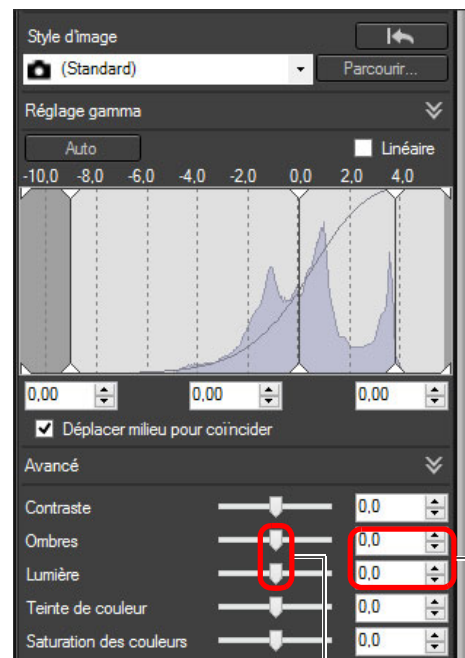 Style d'image
(Standard)
Parcourir...
Réglage gamma
Auto
Linéaire
-10,0 -8,0 -6,0 -4,0 -2,0 0,0 2,0 4,0
0,00 0,00 0,00
Déplacer milieu pour coïncider
Avancé
Contraste 0,0
Ombres 0,0
Lumière 0,0
Teinte de couleur 0,0
Saturation des couleurs 0,0